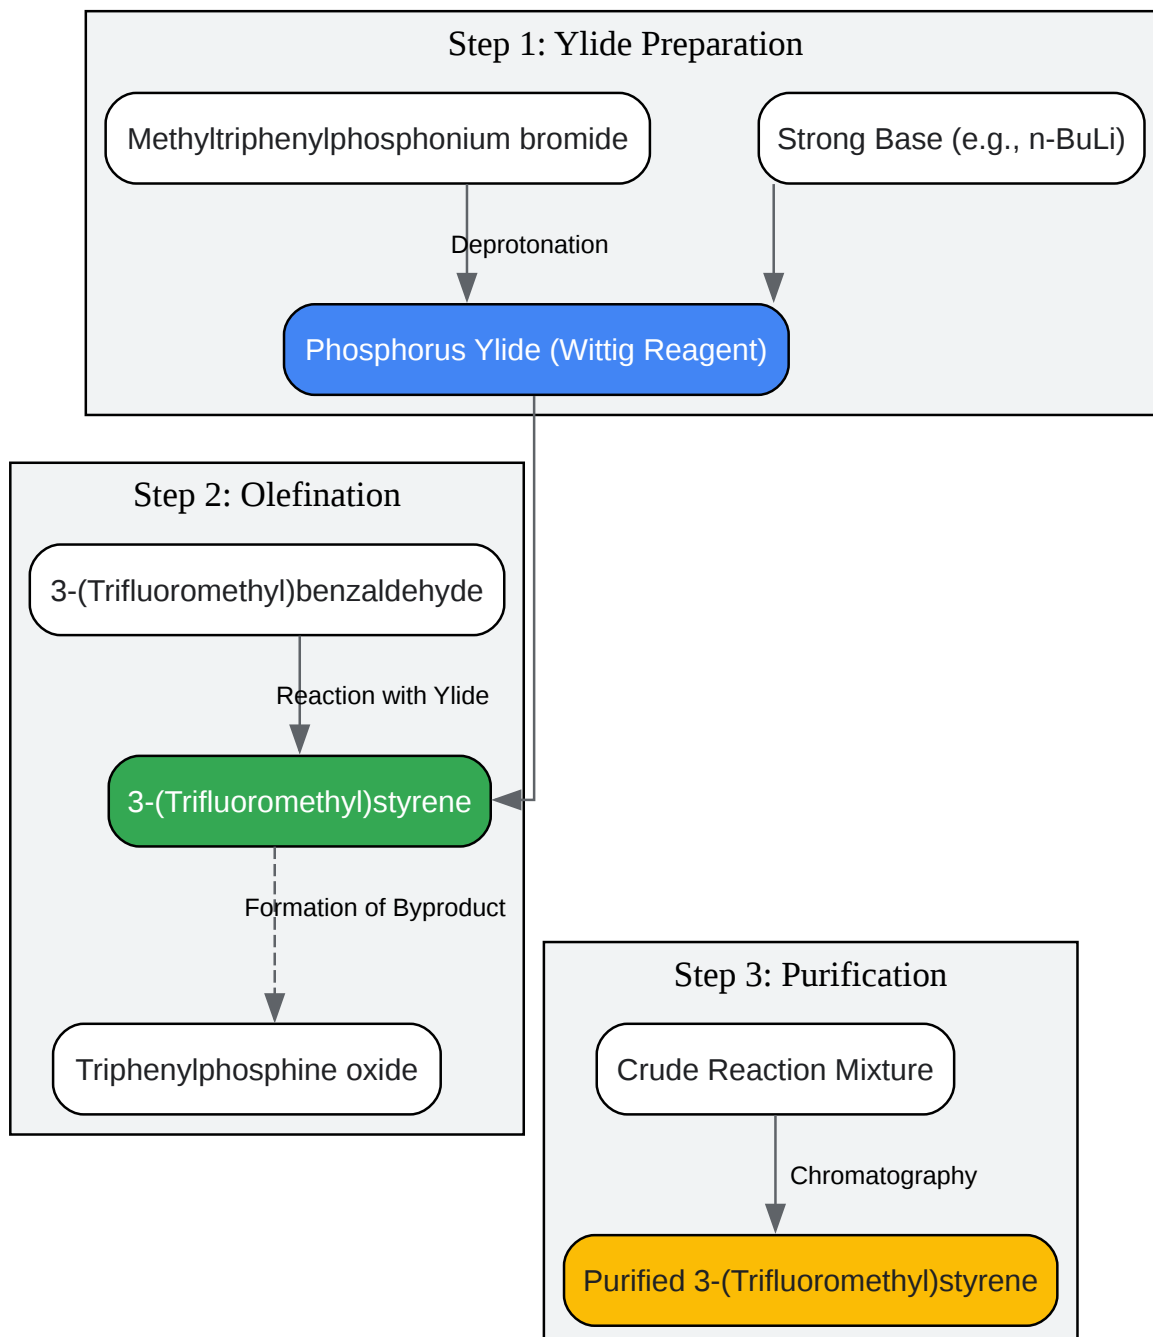 Step 1: Ylide Preparation
Methyltriphenylphosphonium bromide
Strong Base (e.g., n-BuLi)
Deprotonation
Phosphorus Ylide (Wittig Reagent)
Step 2: Olefination
3-(Trifluoromethyl)benzaldehyde
Reaction with Ylide
3-(Trifluoromethyl)styrene
Formation of Byproduct
Triphenylphosphine oxide
Step 3: Purification
Crude Reaction Mixture
Chromatography
Purified 3-(Trifluoromethyl)styrene